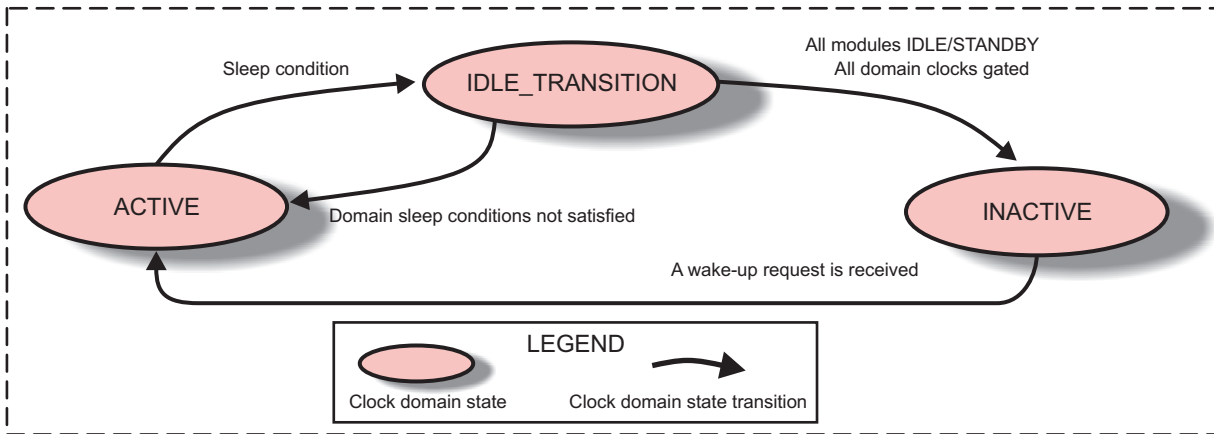 All modules IDLE/STANDBY
All domain clocks gated
Sleep condition
IDLE_TRANSITION
ACTIVE
Domain sleep conditions not satisfied
INACTIVE
A wake-up request is received
LEGEND
Clock domain state
Clock domain state transition